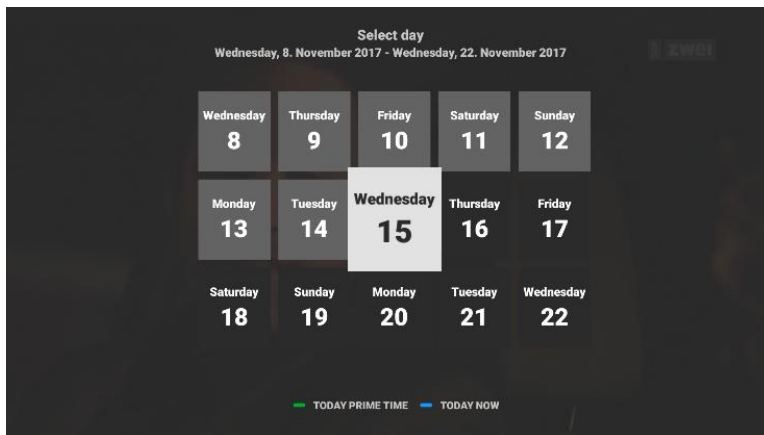 Select day
Wednesday, 8. November 2017 - Wednesday, 22. November 2017
zwei
Wednesday Thursday Friday Saturday Sunday
8 9 10 11 12
Monday Tuesday Wednesday Thursday Friday
13 14 15 16 17
Saturday Sunday Monday Tuesday Wednesday
18 19 20 21 22
TODAY PRIME TIME TODAY NOW